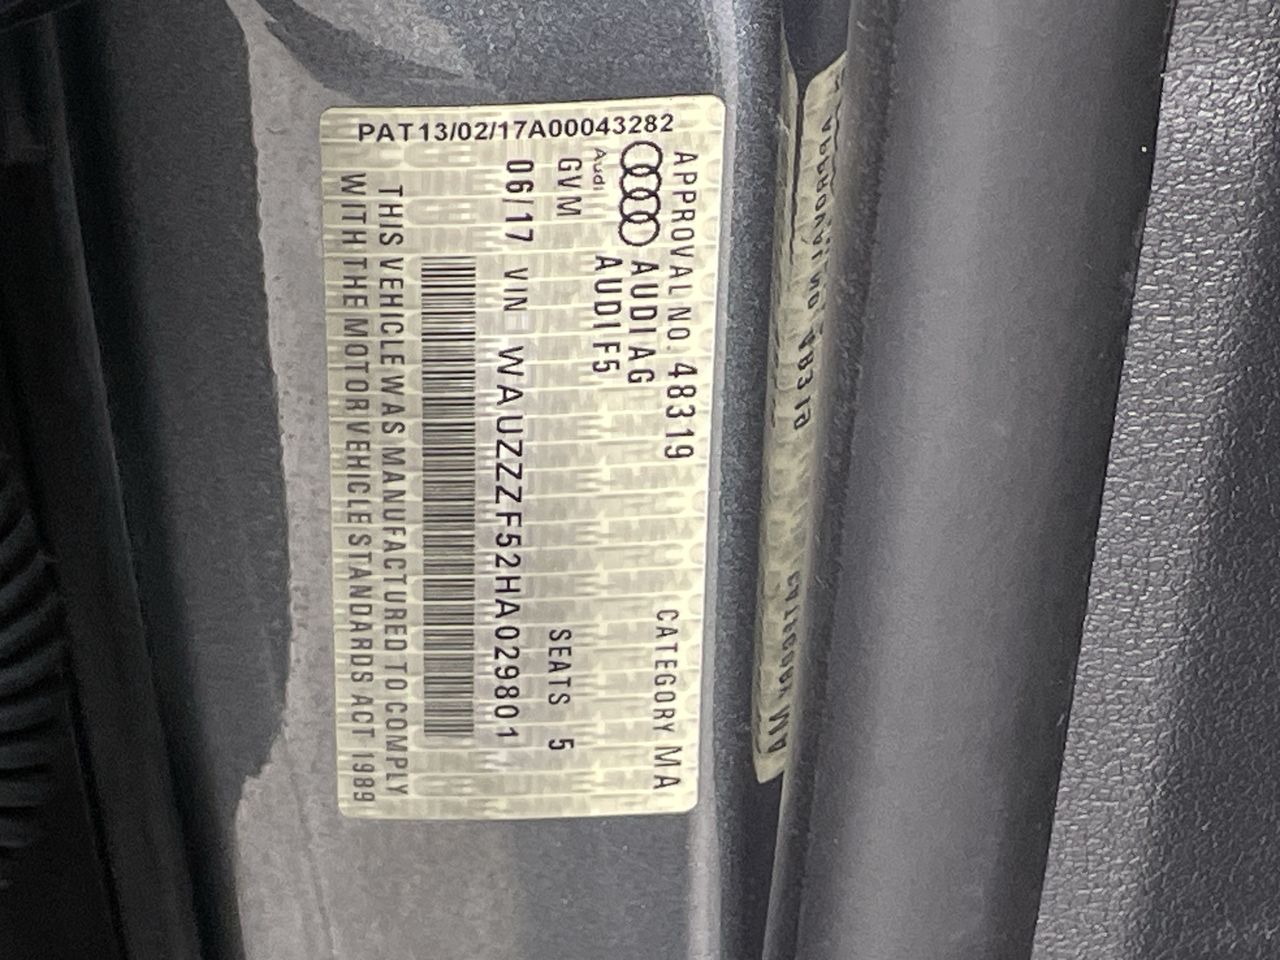 PAT13/02/17A00043282
APPROVAL NO. 48319 CATEGORY MA
AUDI AG
Audi AUDI F5
GVM SEATS 5
06/17 VIN WAUZZZF52HA029801
THIS VEHICLE WAS MANUFACTURED TO COMPLY
WITH THE MOTOR VEHICLE STANDARDS ACT 1989